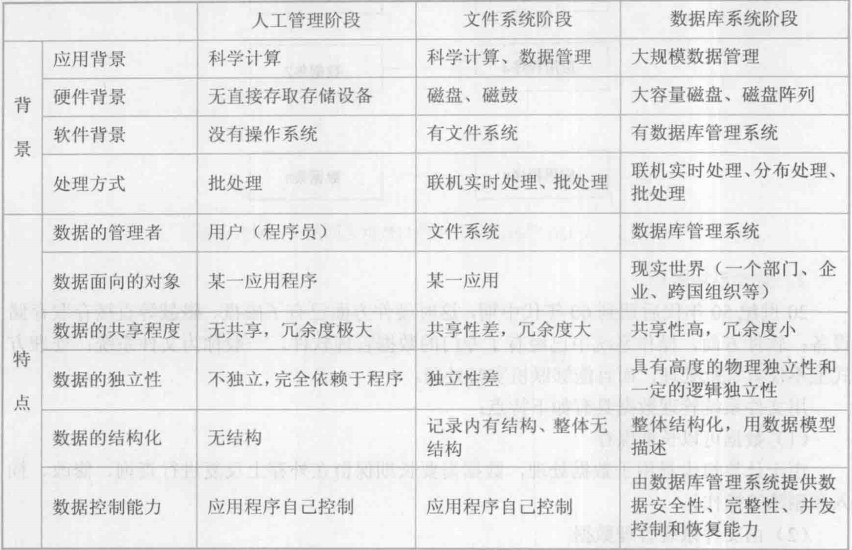 人工管理阶段 文件系统阶段 数据库系统阶段
背景
应用背景 科学计算 科学计算、数据管理 大规模数据管理
硬件背景 无直接存取存储设备 磁盘、磁鼓 大容量磁盘、磁盘阵列
软件背景 没有操作系统 有文件系统 有数据库管理系统
处理方式 批处理 联机实时处理、批处理 联机实时处理、分布处理、
批处理
特点
数据的管理者 用户（程序员） 文件系统 数据库管理系统
数据面向的对象 某一应用程序 某一应用 现实世界（一个部门、企
业、跨国组织等）
数据的共享程度 无共享，冗余度极大 共享性差，冗余度大 共享性高，冗余度小
数据的独立性 不独立，完全依赖于程序 独立性差 具有高度的物理独立性和
一定的逻辑独立性
数据的结构化 无结构 记录内有结构、整体无
结构 整体结构化，用数据模型
描述
数据控制能力 应用程序自己控制 应用程序自己控制 由数据库管理系统提供数
据安全性、完整性、并发
控制和恢复能力